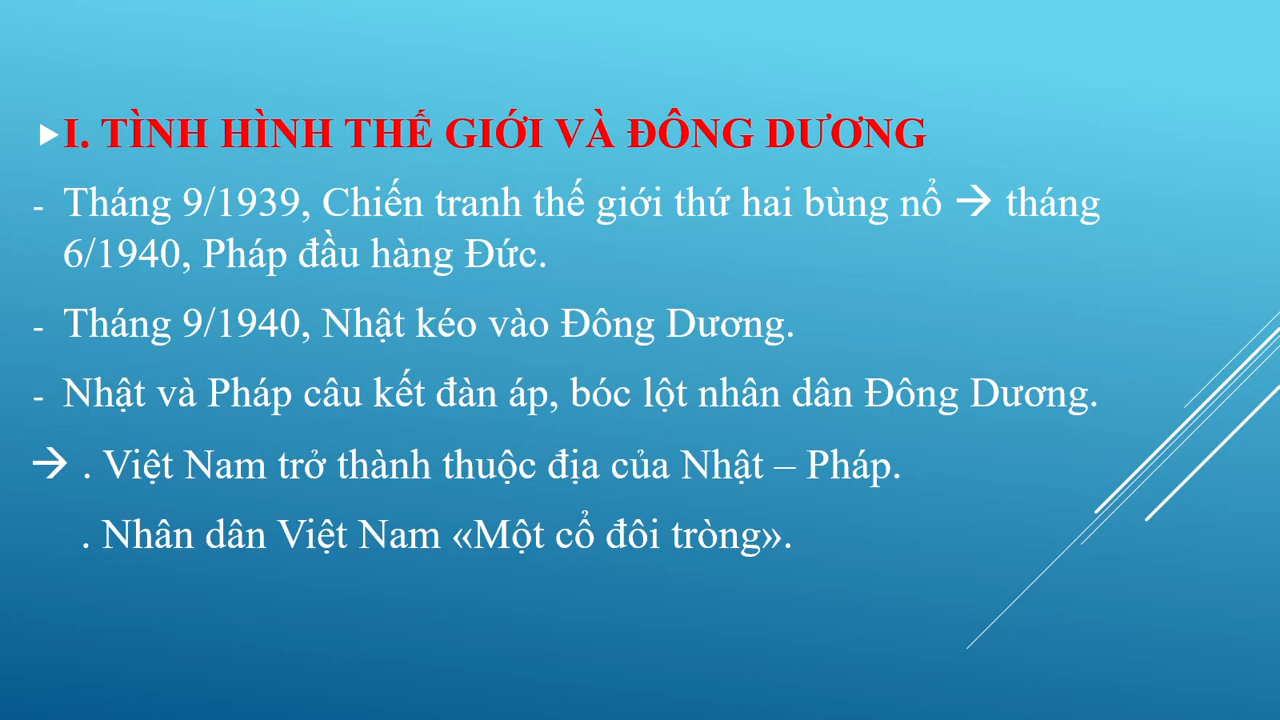 I. TÌNH HÌNH THẾ GIỚI VÀ ĐÔNG DƯƠNG
- Tháng 9/1939, Chiến tranh thế giới thứ hai bùng nổ → tháng
6/1940, Pháp đầu hàng Đức.
- Tháng 9/1940, Nhật kéo vào Đông Dương.
- Nhật và Pháp câu kết đàn áp, bóc lột nhân dân Đông Dương.
→ . Việt Nam trở thành thuộc địa của Nhật – Pháp.
. Nhân dân Việt Nam «Một cổ đôi tròng».